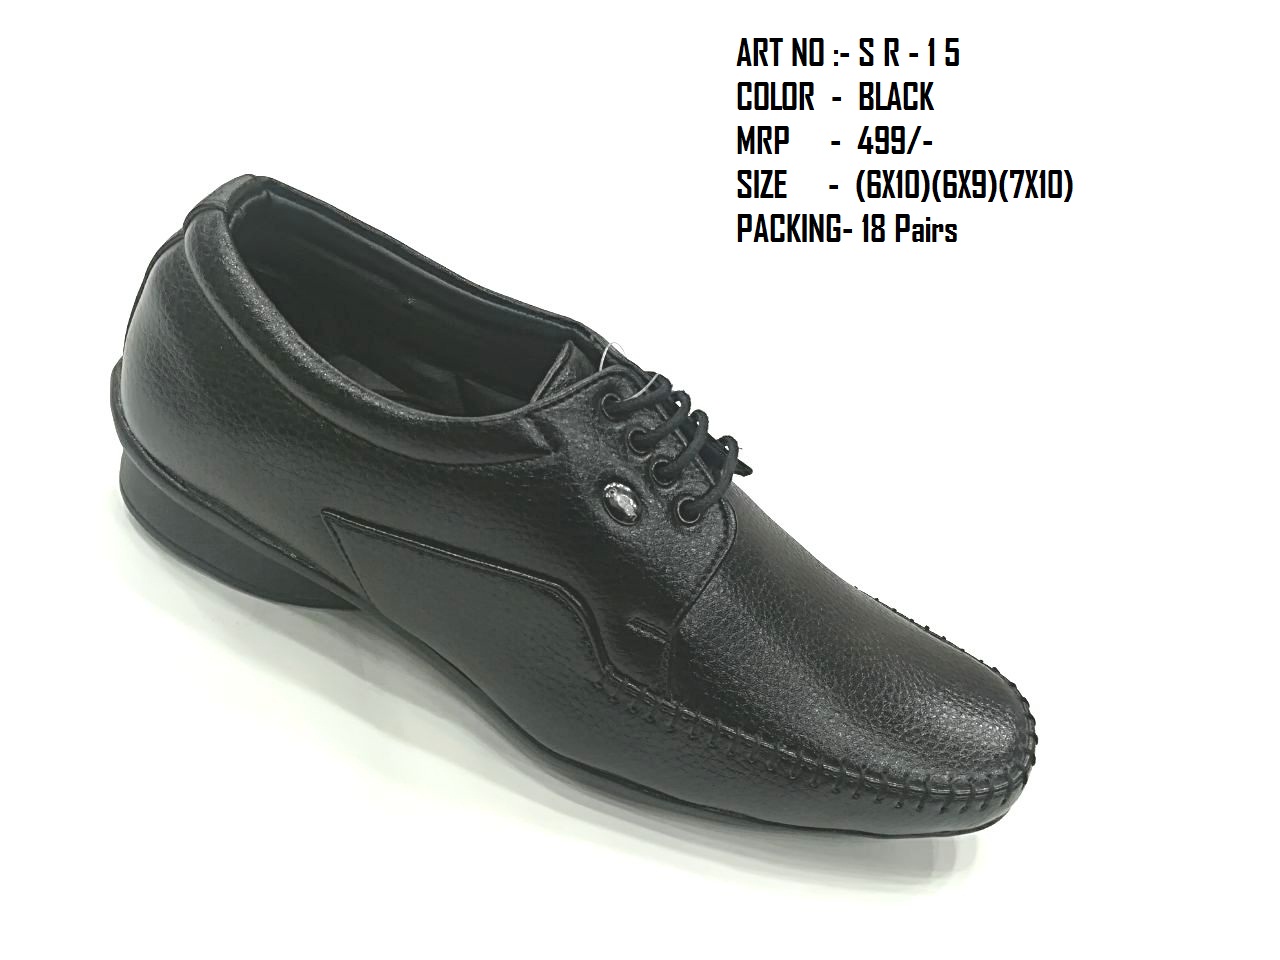 ART NO :- S R - 1 5
COLOR - BLACK
MRP - 499/-
SIZE - (6X10)(6X9)(7X10)
PACKING- 18 Pairs